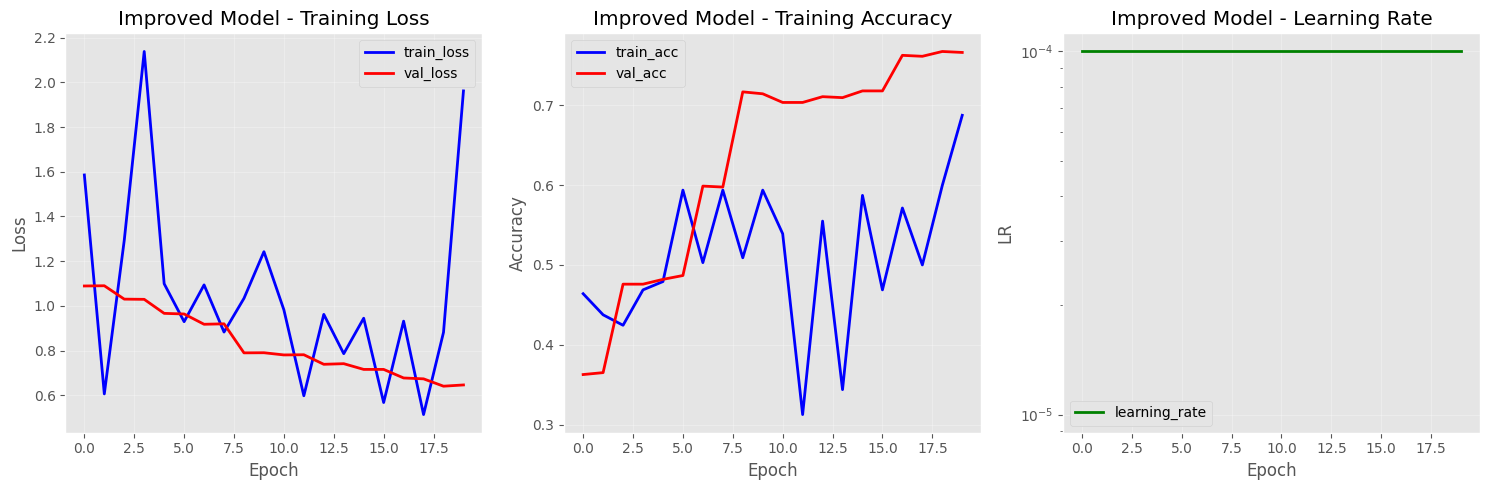 Improved Model - Training Loss
2.2
2.0
1.8
1.6
1.4
1.2
1.0
0.8
0.6
Loss
train_loss
val_loss
0.0 2.5 5.0 7.5 10.0 12.5 15.0 17.5
Epoch
Improved Model - Training Accuracy
0.7
0.6
0.5
0.4
0.3
Accuracy
train_acc
val_acc
0.0 2.5 5.0 7.5 10.0 12.5 15.0 17.5
Epoch
Improved Model - Learning Rate
10⁻⁴
10⁻⁵
LR
learning_rate
0.0 2.5 5.0 7.5 10.0 12.5 15.0 17.5
Epoch